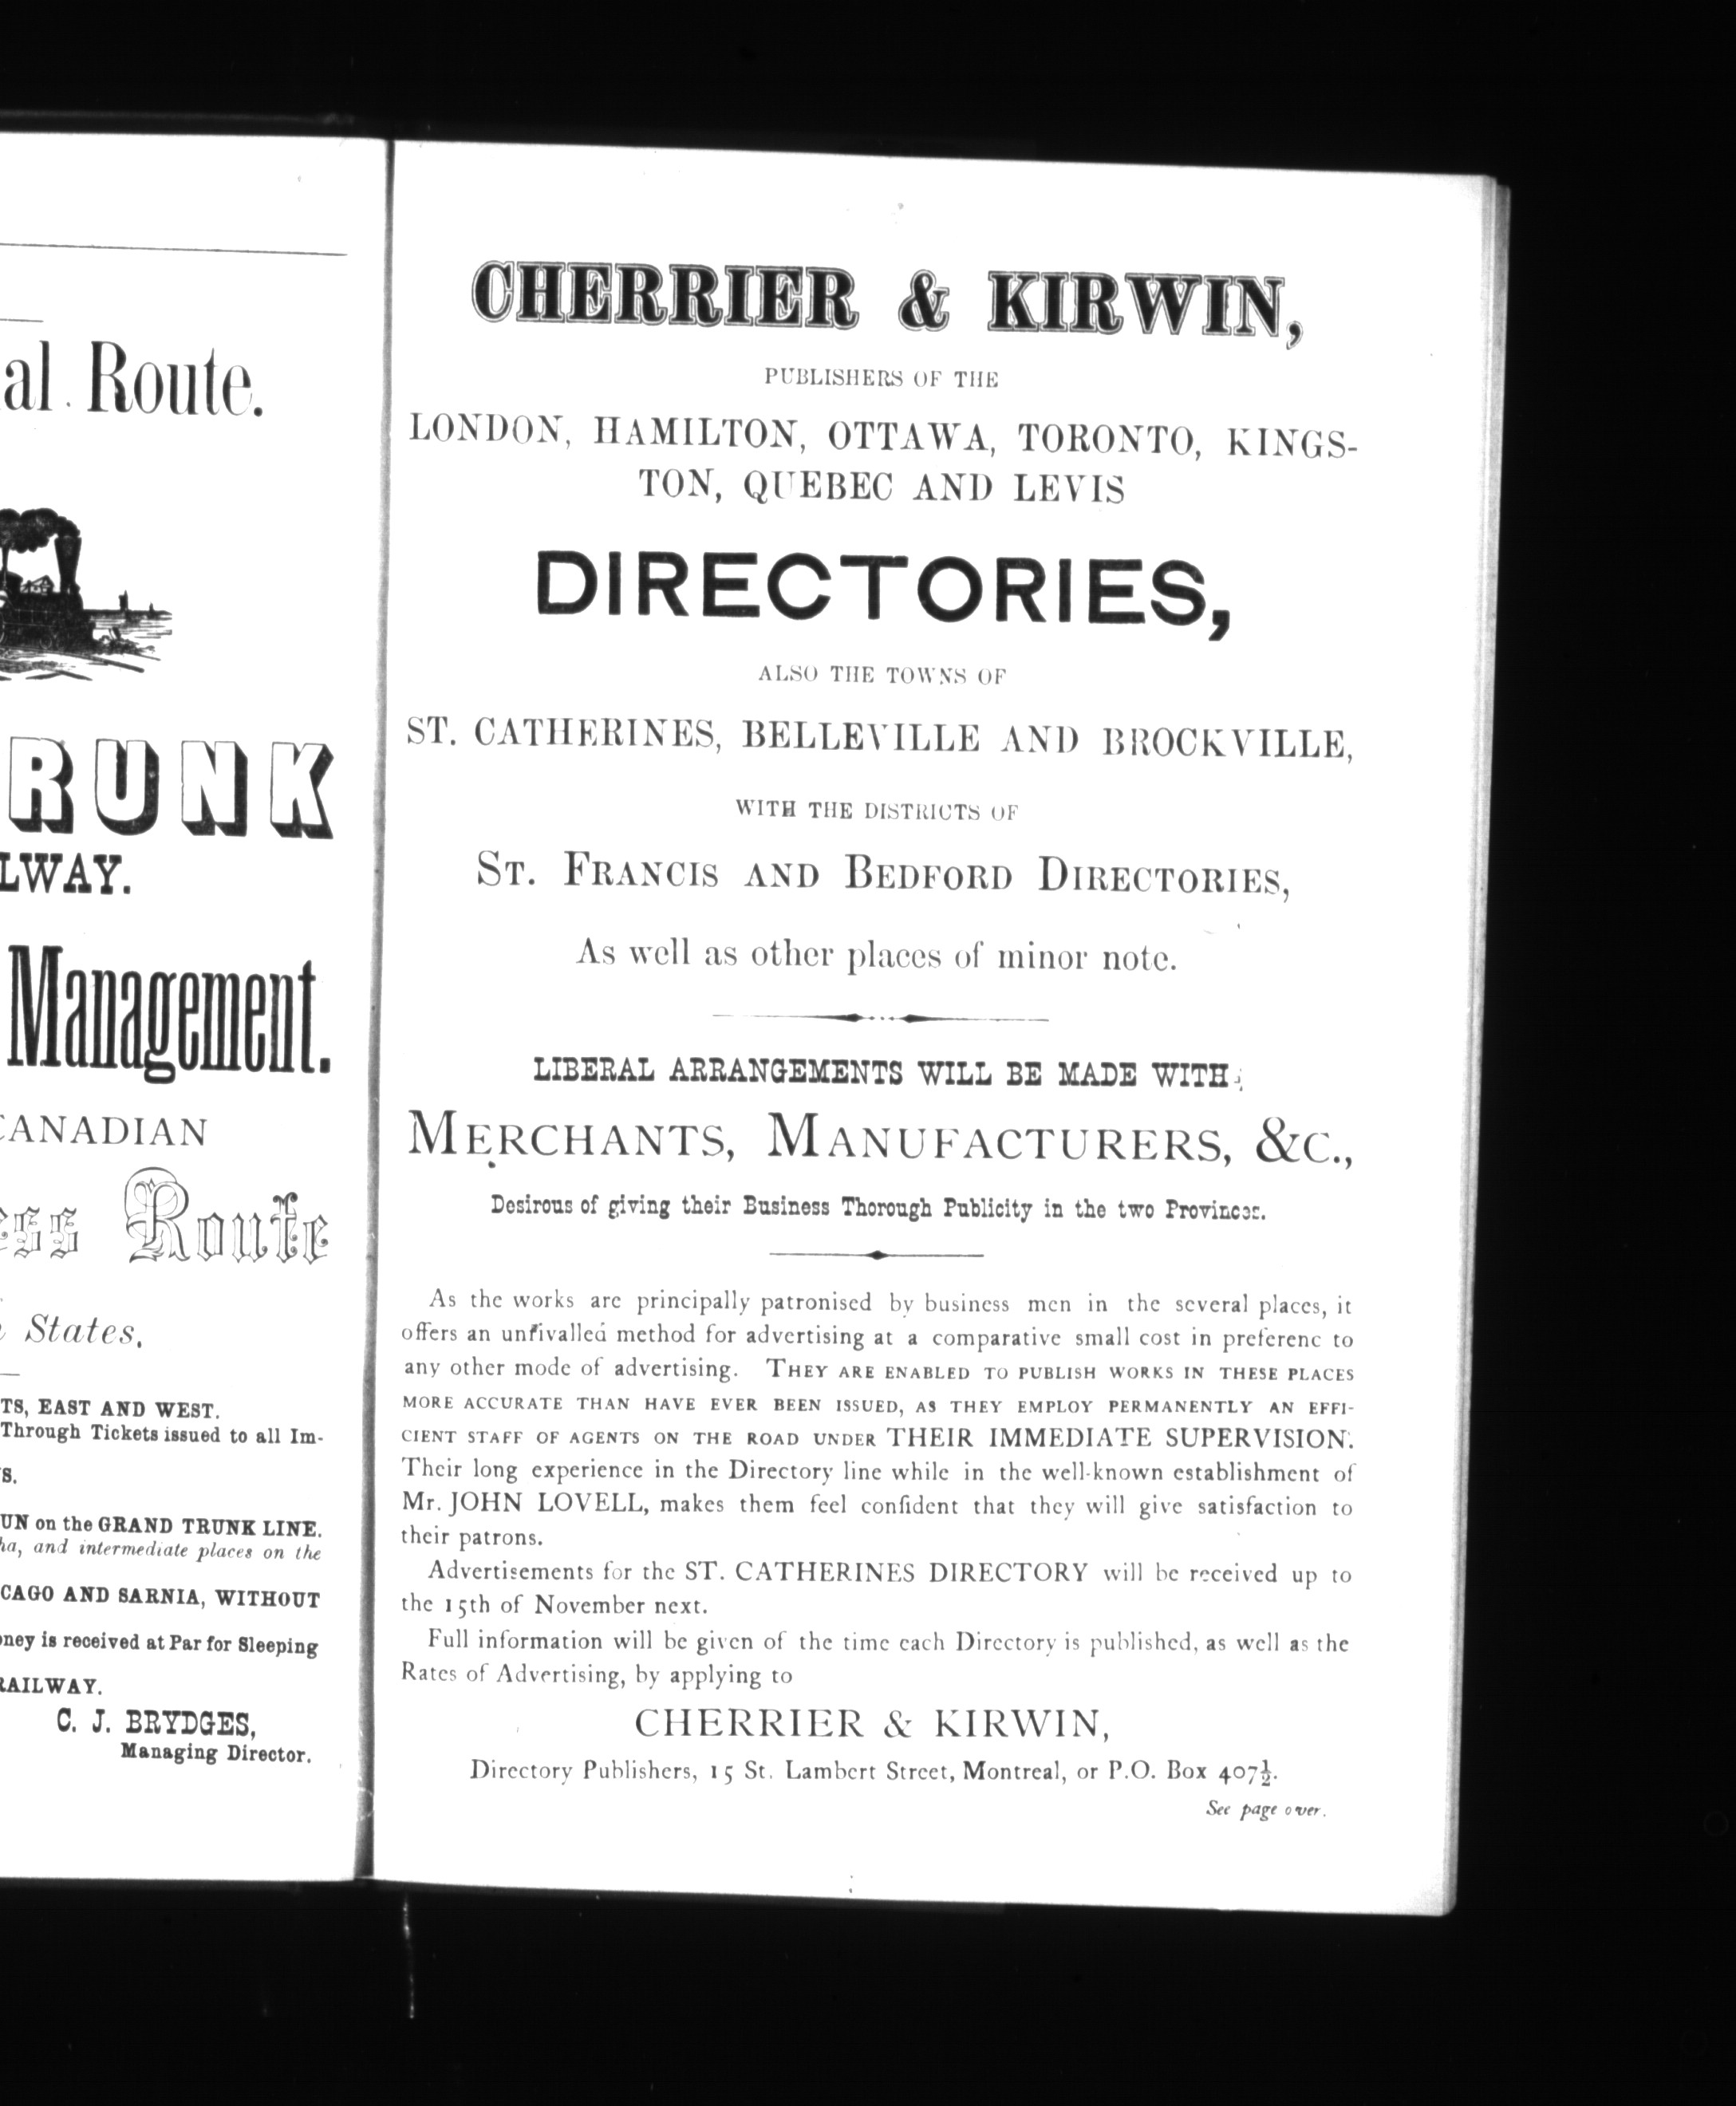 al Route.
RUNK
LWAY.
Management.
CANADIAN
ess Route
States,
TS, EAST AND WEST.
Through Tickets issued to all Im-
S.
UN on the GRAND TRUNK LINE.
ha, and intermediate places on the
CAGO AND SARNIA, WITHOUT
oney is received at Par for Sleeping
RAILWAY.
C. J. BRYDGES,
Managing Director.
CHERRIER & KIRWIN,
PUBLISHERS OF THE
LONDON, HAMILTON, OTTAWA, TORONTO, KINGS-
TON, QUEBEC AND LEVIS
DIRECTORIES,
ALSO THE TOWNS OF
ST. CATHERINES, BELLEVILLE AND BROCKVILLE,
WITH THE DISTRICTS OF
ST. FRANCIS AND BEDFORD DIRECTORIES,
As well as other places of minor note.
LIBERAL ARRANGEMENTS WILL BE MADE WITH
MERCHANTS, MANUFACTURERS, &C.,
Desirous of giving their Business Thorough Publicity in the two Provinces.
As the works are principally patronised by business men in the several places, it
offers an unrivalled method for advertising at a comparative small cost in preferenc to
any other mode of advertising. THEY ARE ENABLED TO PUBLISH WORKS IN THESE PLACES
MORE ACCURATE THAN HAVE EVER BEEN ISSUED, AS THEY EMPLOY PERMANENTLY AN EFFI-
CIENT STAFF OF AGENTS ON THE ROAD UNDER THEIR IMMEDIATE SUPERVISION.
Their long experience in the Directory line while in the well-known establishment of
Mr. JOHN LOVELL, makes them feel confident that they will give satisfaction to
their patrons.
Advertisements for the ST. CATHERINES DIRECTORY will be received up to
the 15th of November next.
Full information will be given of the time each Directory is published, as well as the
Rates of Advertising, by applying to
CHERRIER & KIRWIN,
Directory Publishers, 15 St. Lambert Street, Montreal, or P.O. Box 407½.
See page over.